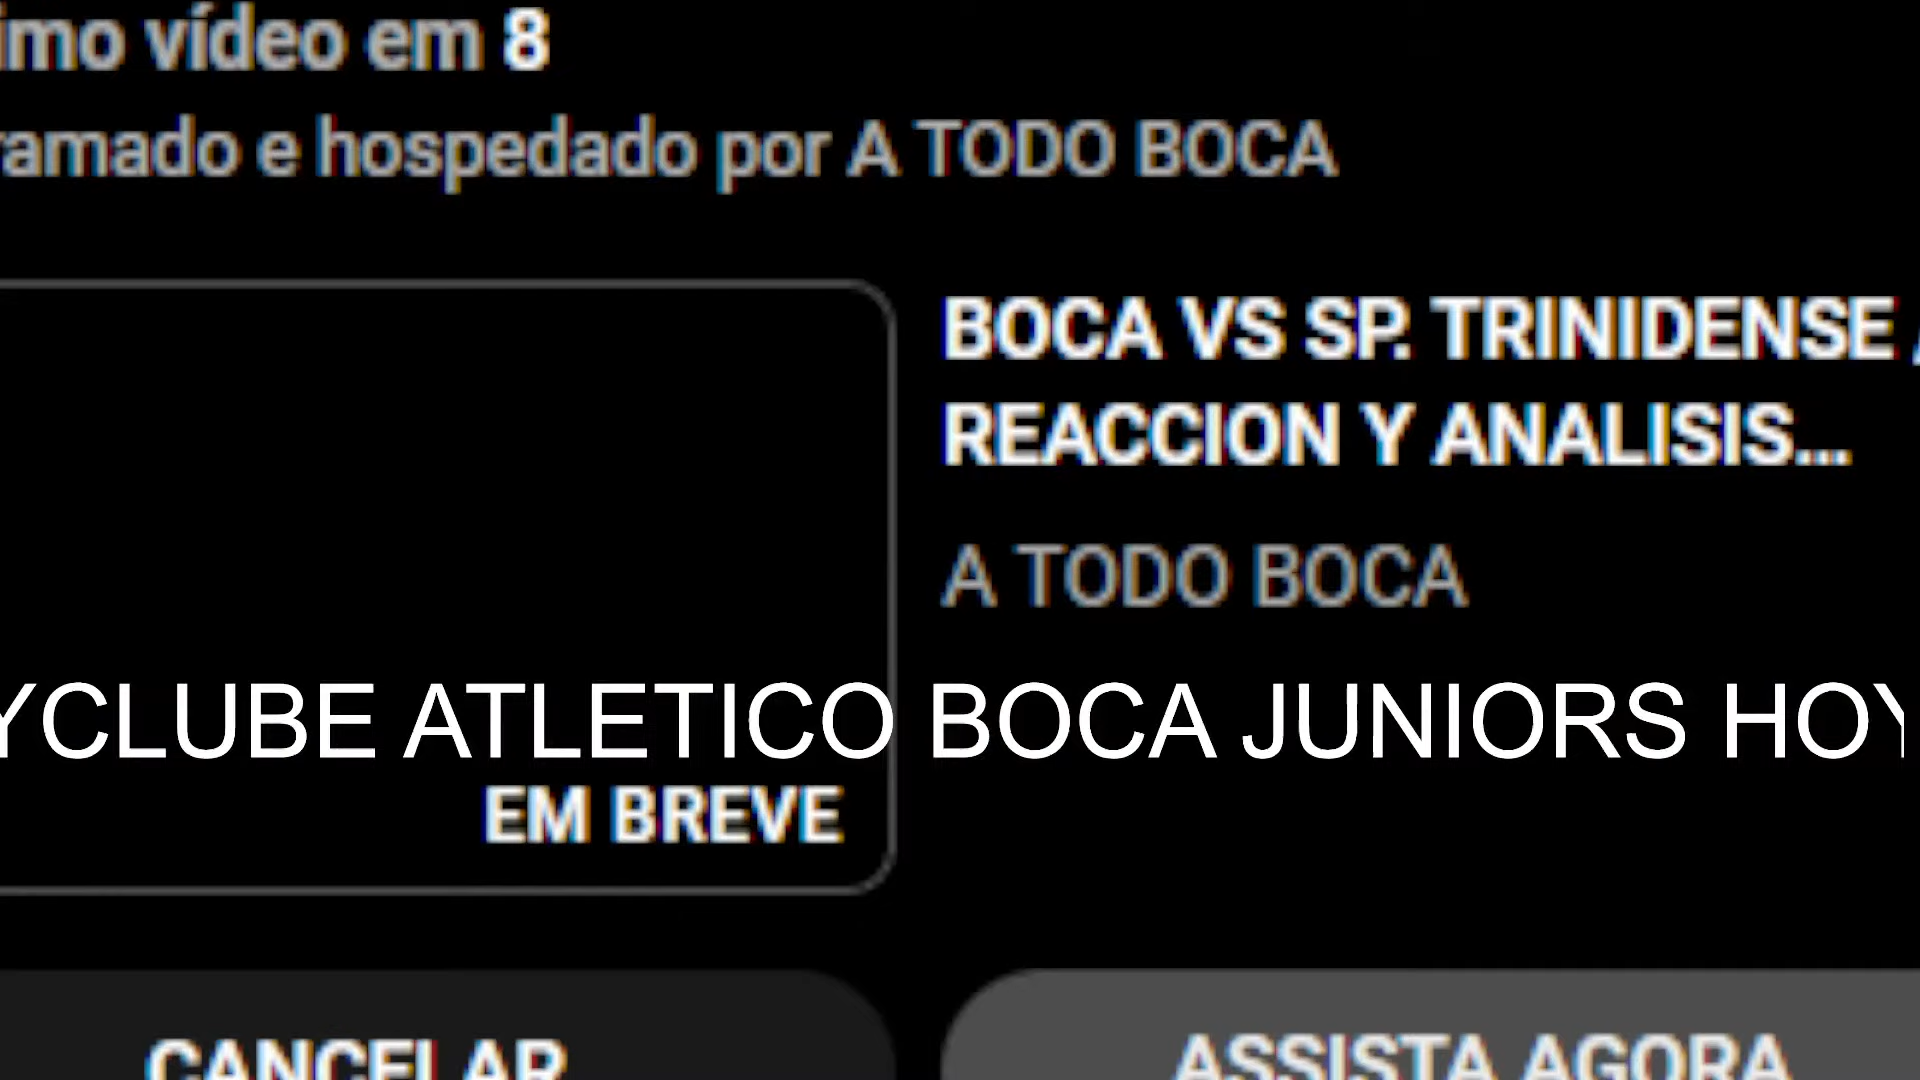 imo vídeo em 8
ramado e hospedado por A TODO BOCA
BOCA VS SP. TRINIDENSE
REACCION Y ANALISIS...
A TODO BOCA
YCLUBE ATLETICO BOCA JUNIORS HOY
EM BREVE
CANCELAR
ASSISTA AGORA